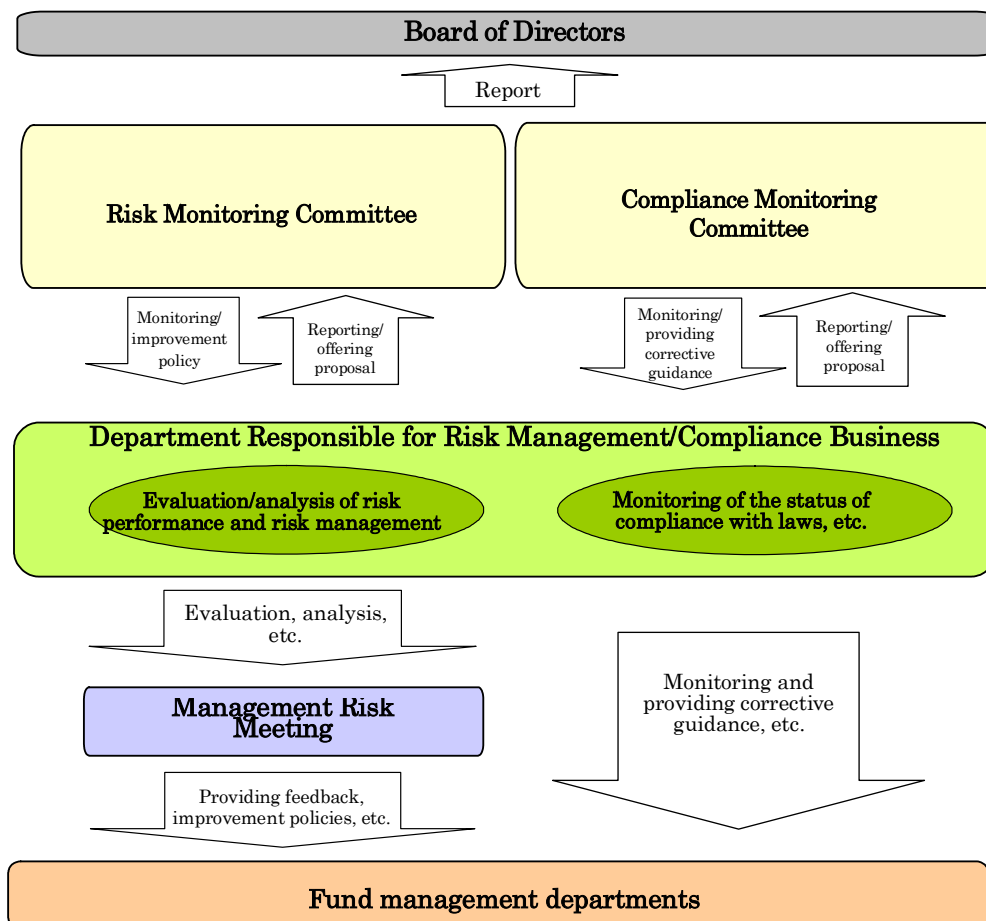 Board of Directors
Report
Risk Monitoring Committee
Compliance Monitoring
Committee
Monitoring/
improvement
policy
Reporting/
offering
proposal
Monitoring/
providing
corrective
guidance
Reporting/
offering
proposal
Department Responsible for Risk Management/Compliance Business
Evaluation/analysis of risk
performance and risk management
Monitoring of the status of
compliance with laws, etc.
Evaluation, analysis,
etc.
Management Risk
Meeting
Monitoring and
providing corrective
guidance, etc.
Providing feedback,
improvement policies, etc.
Fund management departments